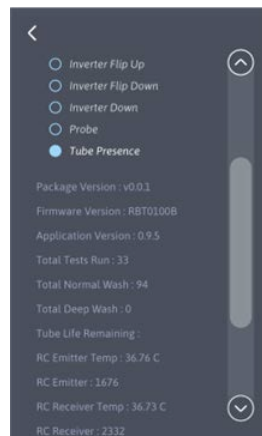 Inverter Flip Up
Inverter Flip Down
Inverter Down
Probe
Tube Presence
Package Version : v0.0.1
Firmware Version : RBT0100B
Application Version : 0.9.5
Total Tests Run : 33
Total Normal Wash : 94
Total Deep Wash : 0
Tube Life Remaining :
RC Emitter Temp : 36.76 C
RC Emitter : 1676
RC Receiver Temp : 36.73 C
RC Receiver : 2332